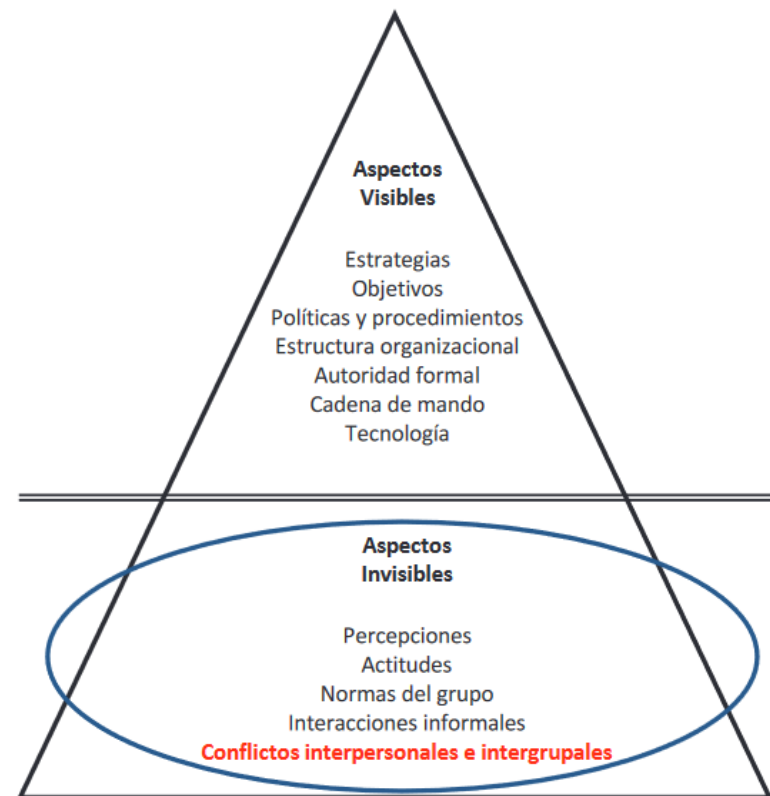 Aspectos
Visibles
Estrategias
Objetivos
Políticas y procedimientos
Estructura organizacional
Autoridad formal
Cadena de mando
Tecnología
Aspectos
Invisibles
Percepciones
Actitudes
Normas del grupo
Interacciones informales
Conflictos interpersonales e intergrupales